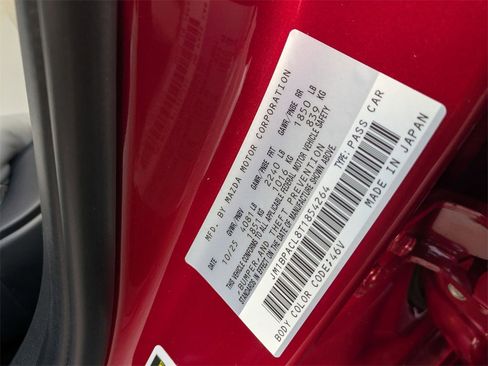 MFD. BY MAZDA MOTOR CORPORATION
10/25
GVWR/PNBV
4081 LB
1851 KG
GAWR/PNBE FRT
2240 LB
1016 KG
GAWR/PNBE RR
1850 LB
839 KG
THIS VEHICLE CONFORMS TO ALL APPLICABLE FEDERAL MOTOR VEHICLE SAFETY
,BUMPER,AND THEFT PREVENTION
STANDARDS IN EFFECT ON THE DATE OF MANUFACTURE SHOWN ABOVE.
JM1BPACL8T1854264 TYPE: PASS CAR
BODY COLOR CODE:46V MADE IN JAPAN